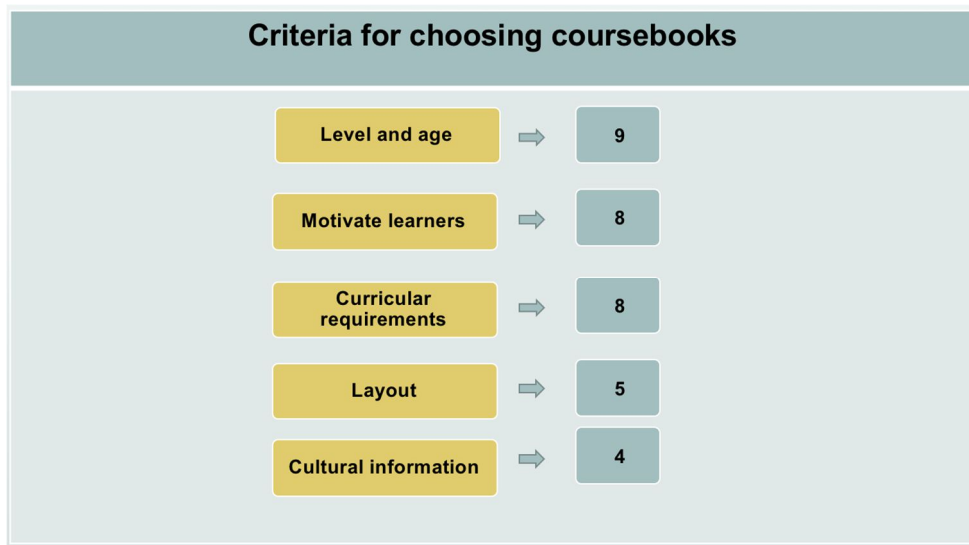 Criteria for choosing coursebooks
Level and age
9
Motivate learners
8
Curricular
requirements
8
Layout
5
Cultural information
4